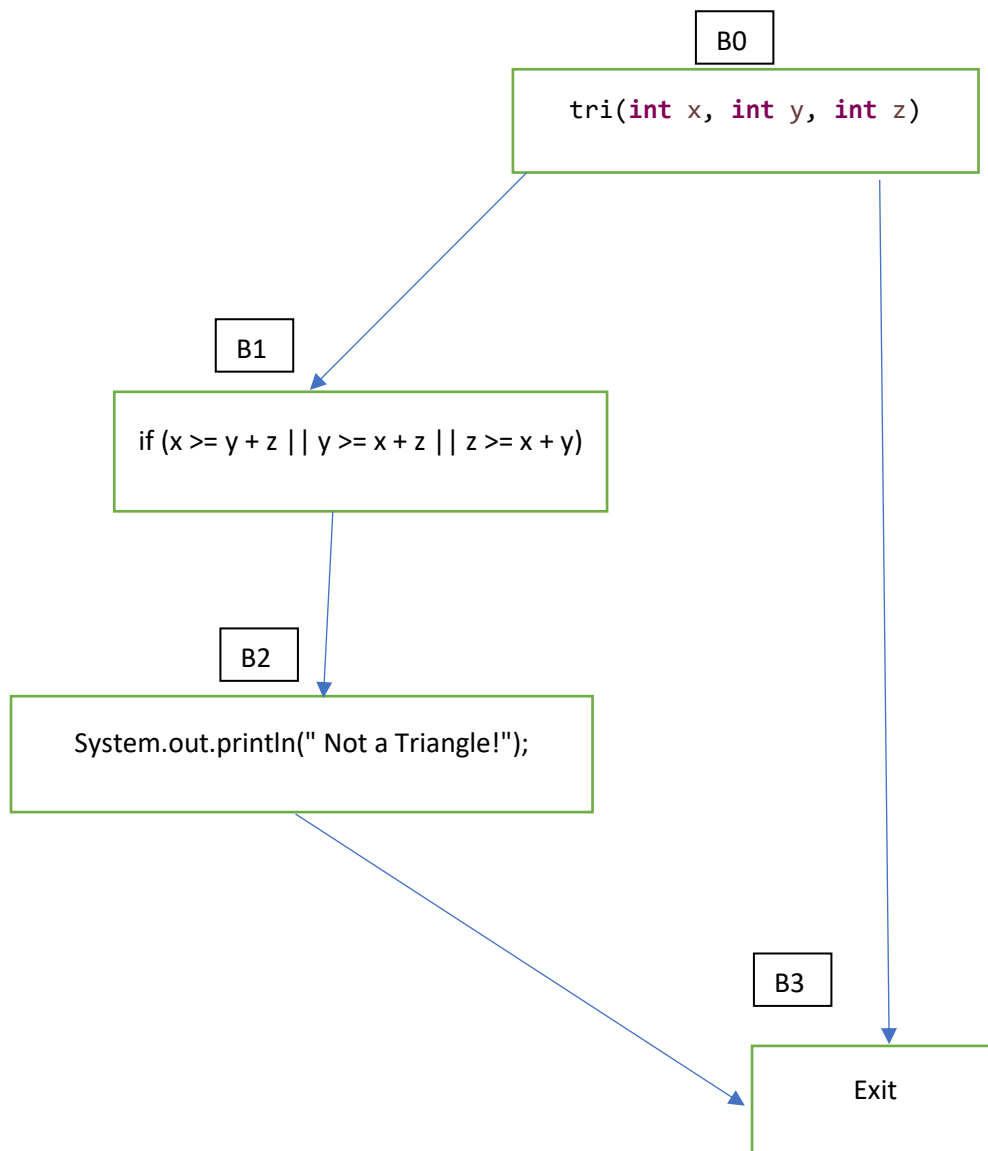 B0
tri(int x, int y, int z)
B1
if (x >= y + z || y >= x + z || z >= x + y)
B2
System.out.println(" Not a Triangle!");
B3
Exit